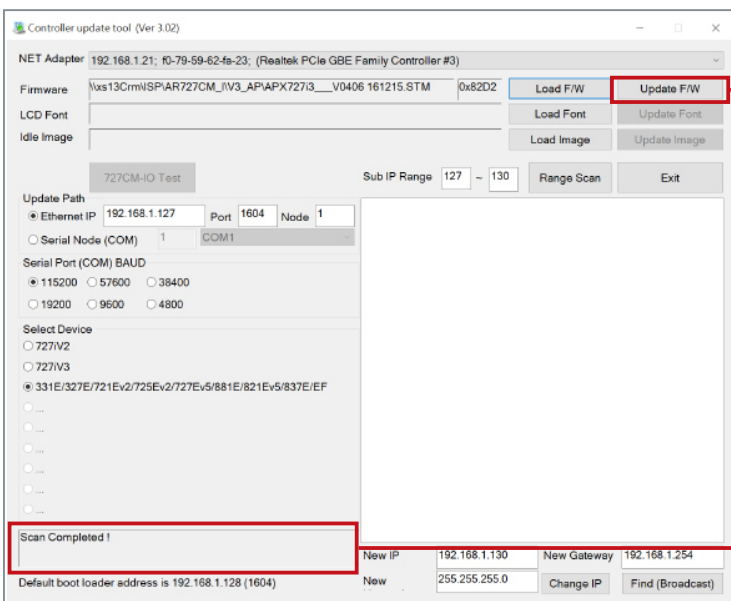 Controller update tool (Ver 3.02)
NET Adapter 192.168.1.21; f0-79-59-62-fa-23; (Realtek PCIe GBE Family Controller #3)
Firmware \\xs13Crm\ISP\AR727CM_I\V3_AP\APX727i3___V0406 161215.STM 0x82D2 Load F/W Update F/W
LCD Font Load Font Update Font
Idle Image Load Image Update Image
727CM-IO Test Sub IP Range 127 ~ 130 Range Scan Exit
Update Path
Ethernet IP 192.168.1.127 Port 1604 Node 1
Serial Node (COM) 1 COM1
Serial Port (COM) BAUD
115200 57600 38400
19200 9600 4800
Select Device
727iV2
727iV3
331E/327E/721Ev2/725Ev2/727Ev5/881E/821Ev5/837E/EF
...
...
...
...
...
...
Scan Completed !
New IP 192.168.1.130 New Gateway 192.168.1.254
Default boot loader address is 192.168.1.128 (1604) New 255.255.255.0 Change IP Find (Broadcast)